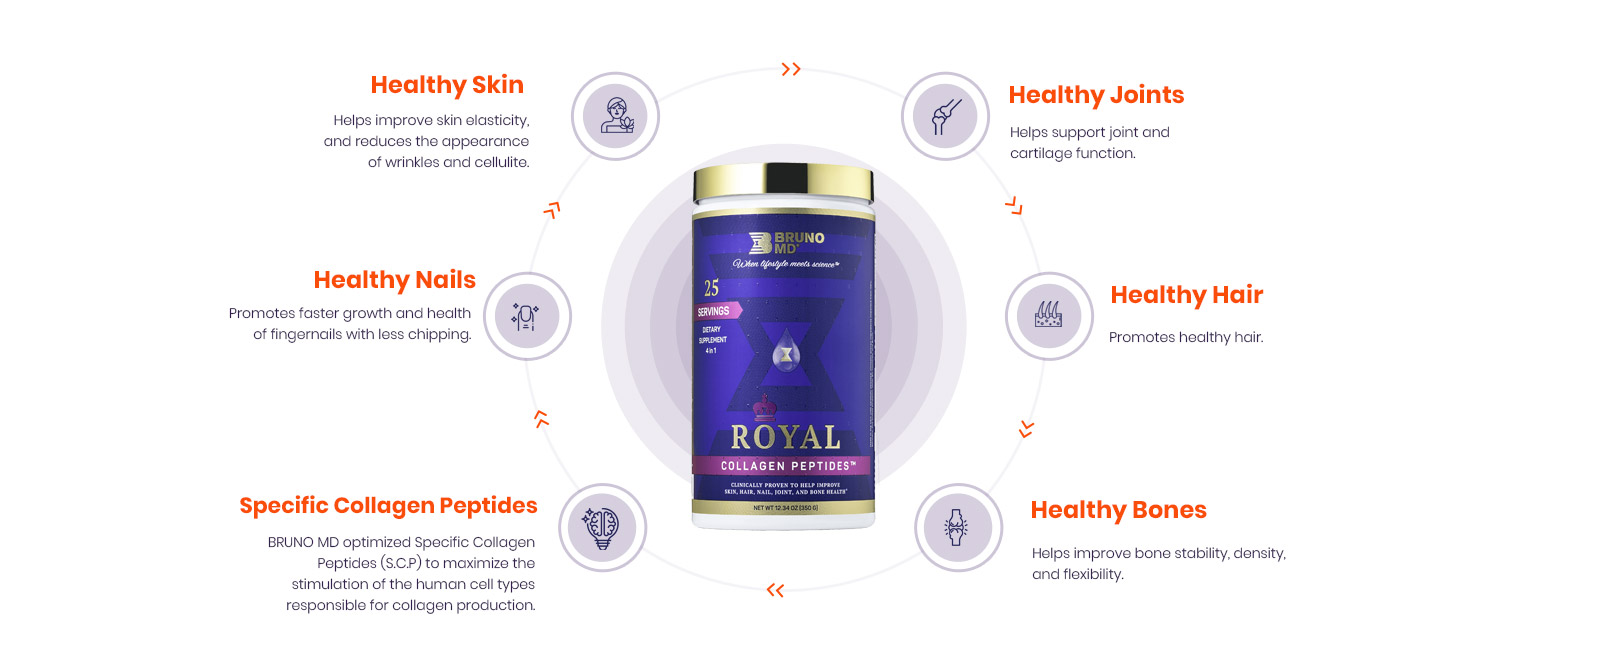 Healthy Skin
Helps improve skin elasticity,
and reduces the appearance
of wrinkles and cellulite.
Healthy Nails
Promotes faster growth and health
of fingernails with less chipping.
Specific Collagen Peptides
BRUNO MD optimized Specific Collagen
Peptides (S.C.P) to maximize the
stimulation of the human cell types
responsible for collagen production.
BRUNO
MD®
When lifestyle meets science™
25
SERVINGS
DIETARY
SUPPLEMENT
4 in 1
ROYAL
COLLAGEN PEPTIDES™
CLINICALLY PROVEN TO HELP IMPROVE
SKIN, HAIR, NAIL, JOINT, AND BONE HEALTH*
NET WT 12.34 OZ (350 G)
Healthy Joints
Helps support joint and
cartilage function.
Healthy Hair
Promotes healthy hair.
Healthy Bones
Helps improve bone stability, density,
and flexibility.